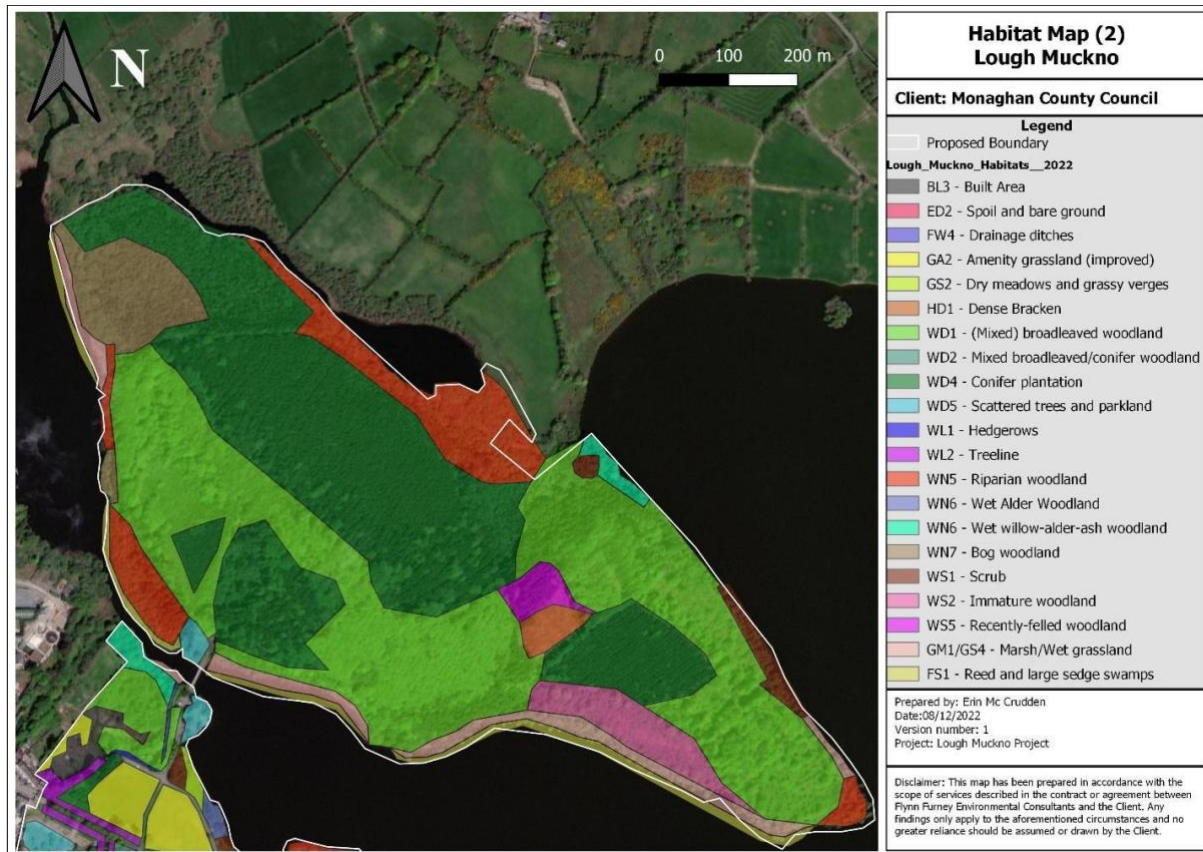 N
0 100 200 m
Habitat Map (2)
Lough Muckno
Client: Monaghan County Council
Legend
Proposed Boundary
Lough_Muckno_Habitats__2022
BL3 - Built Area
ED2 - Spoil and bare ground
FW4 - Drainage ditches
GA2 - Amenity grassland (improved)
GS2 - Dry meadows and grassy verges
HD1 - Dense Bracken
WD1 - (Mixed) broadleaved woodland
WD2 - Mixed broadleaved/conifer woodland
WD4 - Conifer plantation
WD5 - Scattered trees and parkland
WL1 - Hedgerows
WL2 - Treeline
WN5 - Riparian woodland
WN6 - Wet Alder Woodland
WN6 - Wet willow-alder-ash woodland
WN7 - Bog woodland
WS1 - Scrub
WS2 - Immature woodland
WS5 - Recently-felled woodland
GM1/GS4 - Marsh/Wet grassland
FS1 - Reed and large sedge swamps
Prepared by: Erin Mc Crudden
Date:08/12/2022
Version number: 1
Project: Lough Muckno Project
Disclaimer: This map has been prepared in accordance with the
scope of services described in the contract or agreement between
Flynn Furney Environmental Consultants and the Client. Any
findings only apply to the aforementioned circumstances and no
greater reliance should be assumed or drawn by the Client.